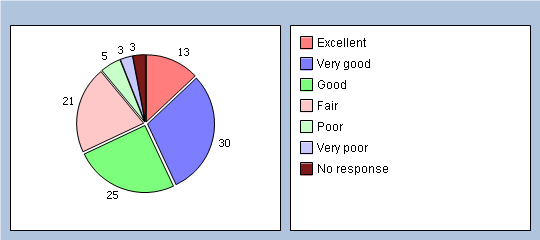 13
30
25
21
5
3
3
Excellent
Very good
Good
Fair
Poor
Very poor
No response